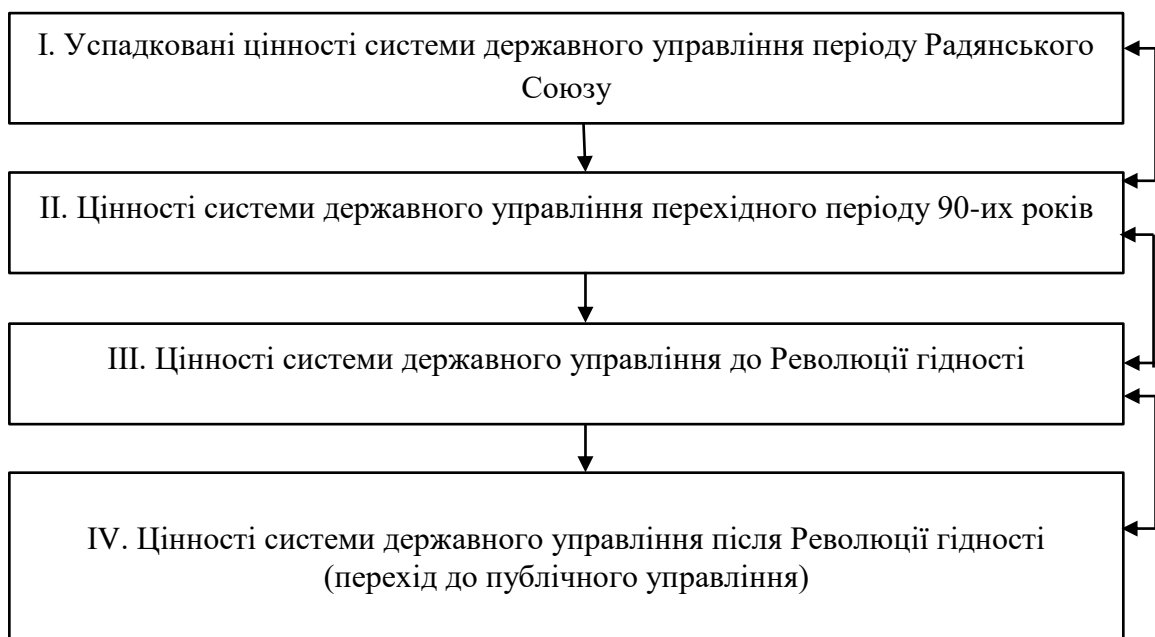 І. Успадковані цінності системи державного управління періоду Радянського
Союзу
ІІ. Цінності системи державного управління перехідного періоду 90-их років
ІІІ. Цінності системи державного управління до Революції гідності
IV. Цінності системи державного управління після Революції гідності
(перехід до публічного управління)